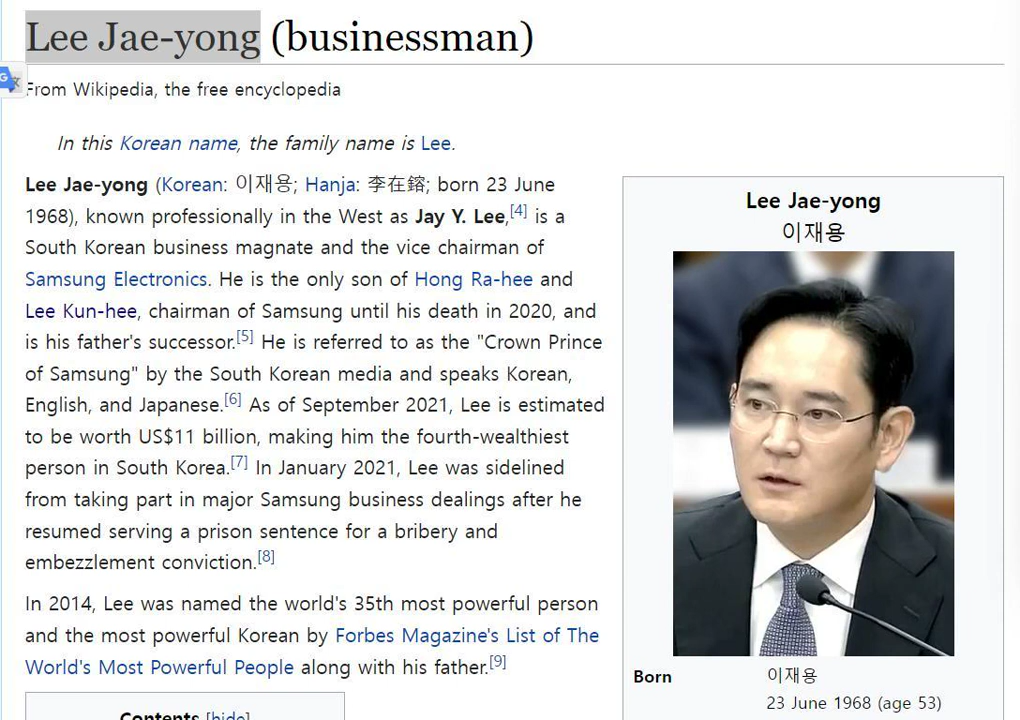 Lee Jae-yong (businessman)
From Wikipedia, the free encyclopedia
In this Korean name, the family name is Lee.
Lee Jae-yong (Korean: 이재용; Hanja: 李在鎔; born 23 June
1968), known professionally in the West as Jay Y. Lee,[4] is a
South Korean business magnate and the vice chairman of
Samsung Electronics. He is the only son of Hong Ra-hee and
Lee Kun-hee, chairman of Samsung until his death in 2020, and
is his father's successor.[5] He is referred to as the "Crown Prince
of Samsung" by the South Korean media and speaks Korean,
English, and Japanese.[6] As of September 2021, Lee is estimated
to be worth US$11 billion, making him the fourth-wealthiest
person in South Korea.[7] In January 2021, Lee was sidelined
from taking part in major Samsung business dealings after he
resumed serving a prison sentence for a bribery and
embezzlement conviction.[8]
In 2014, Lee was named the world's 35th most powerful person
and the most powerful Korean by Forbes Magazine's List of The
World's Most Powerful People along with his father.[9]
Contents [hide]
Lee Jae-yong
이재용
Born 이재용
23 June 1968 (age 53)